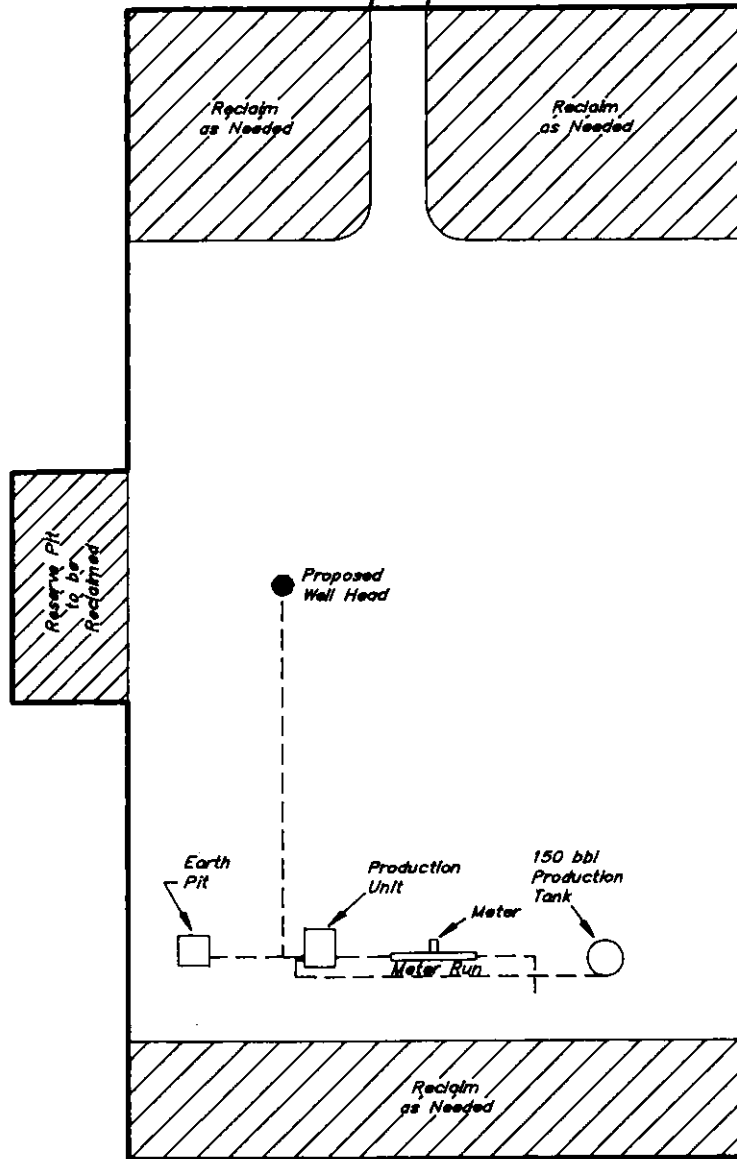 Reclaim
as Needed
Reclaim
as Needed
Reserve Pit
to be
Reclaimed
Proposed
Well Head
Earth
Pit
Production
Unit
Meter
150 bbl
Production
Tank
Meter Run
Reclaim
as Needed